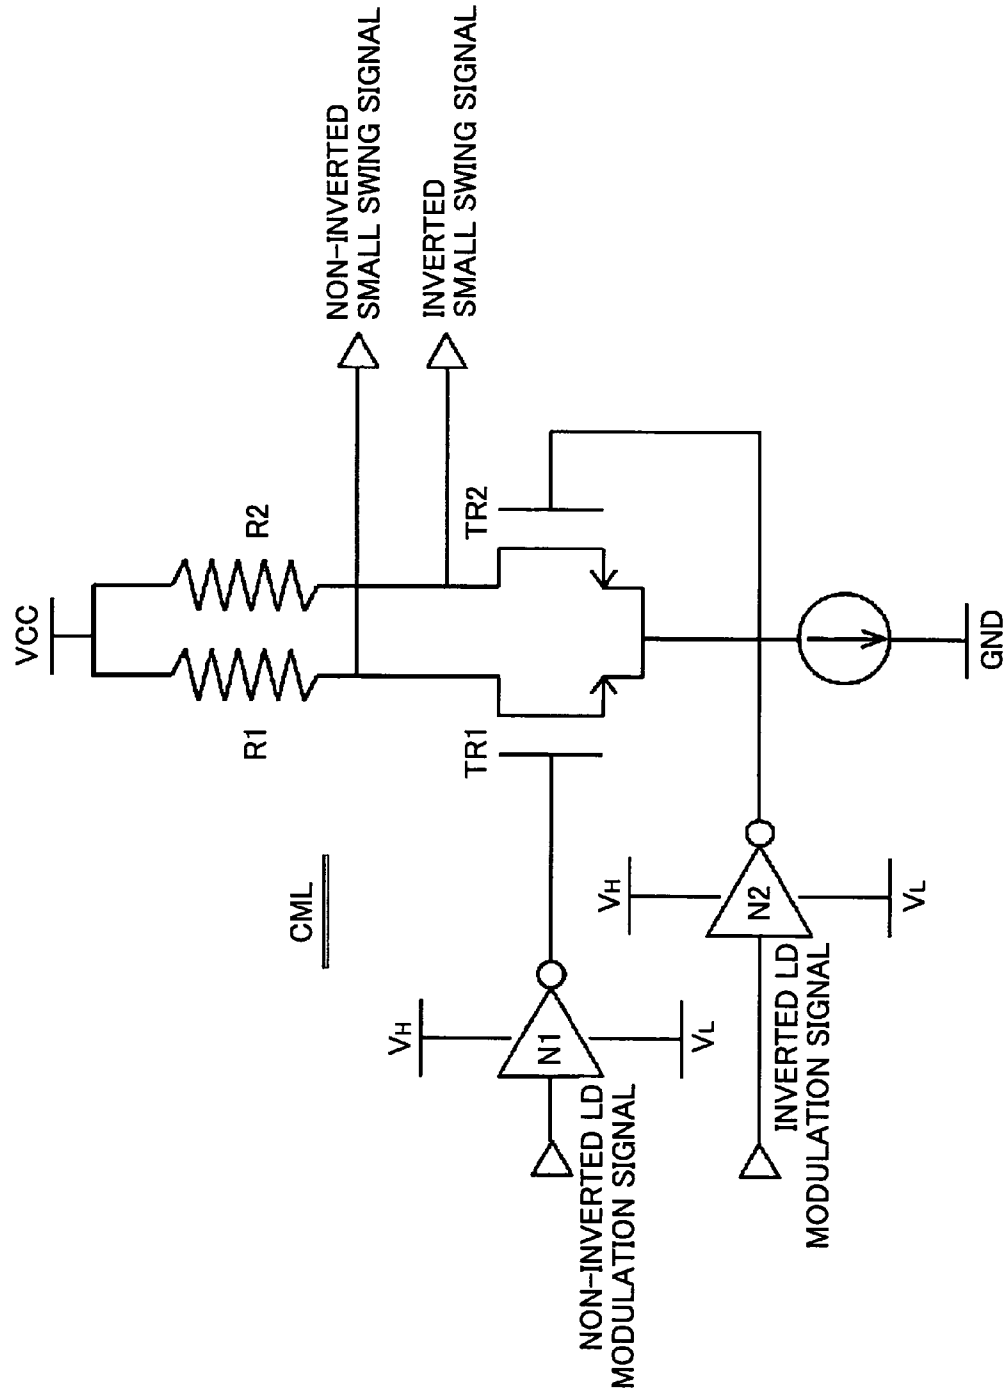 VCC
R1
R2
NON-INVERTED
SMALL SWING SIGNAL
INVERTED
SMALL SWING SIGNAL
CML
TR1
TR2
VH
N1
VL
NON-INVERTED LD
MODULATION SIGNAL
VH
N2
VL
INVERTED LD
MODULATION SIGNAL
GND